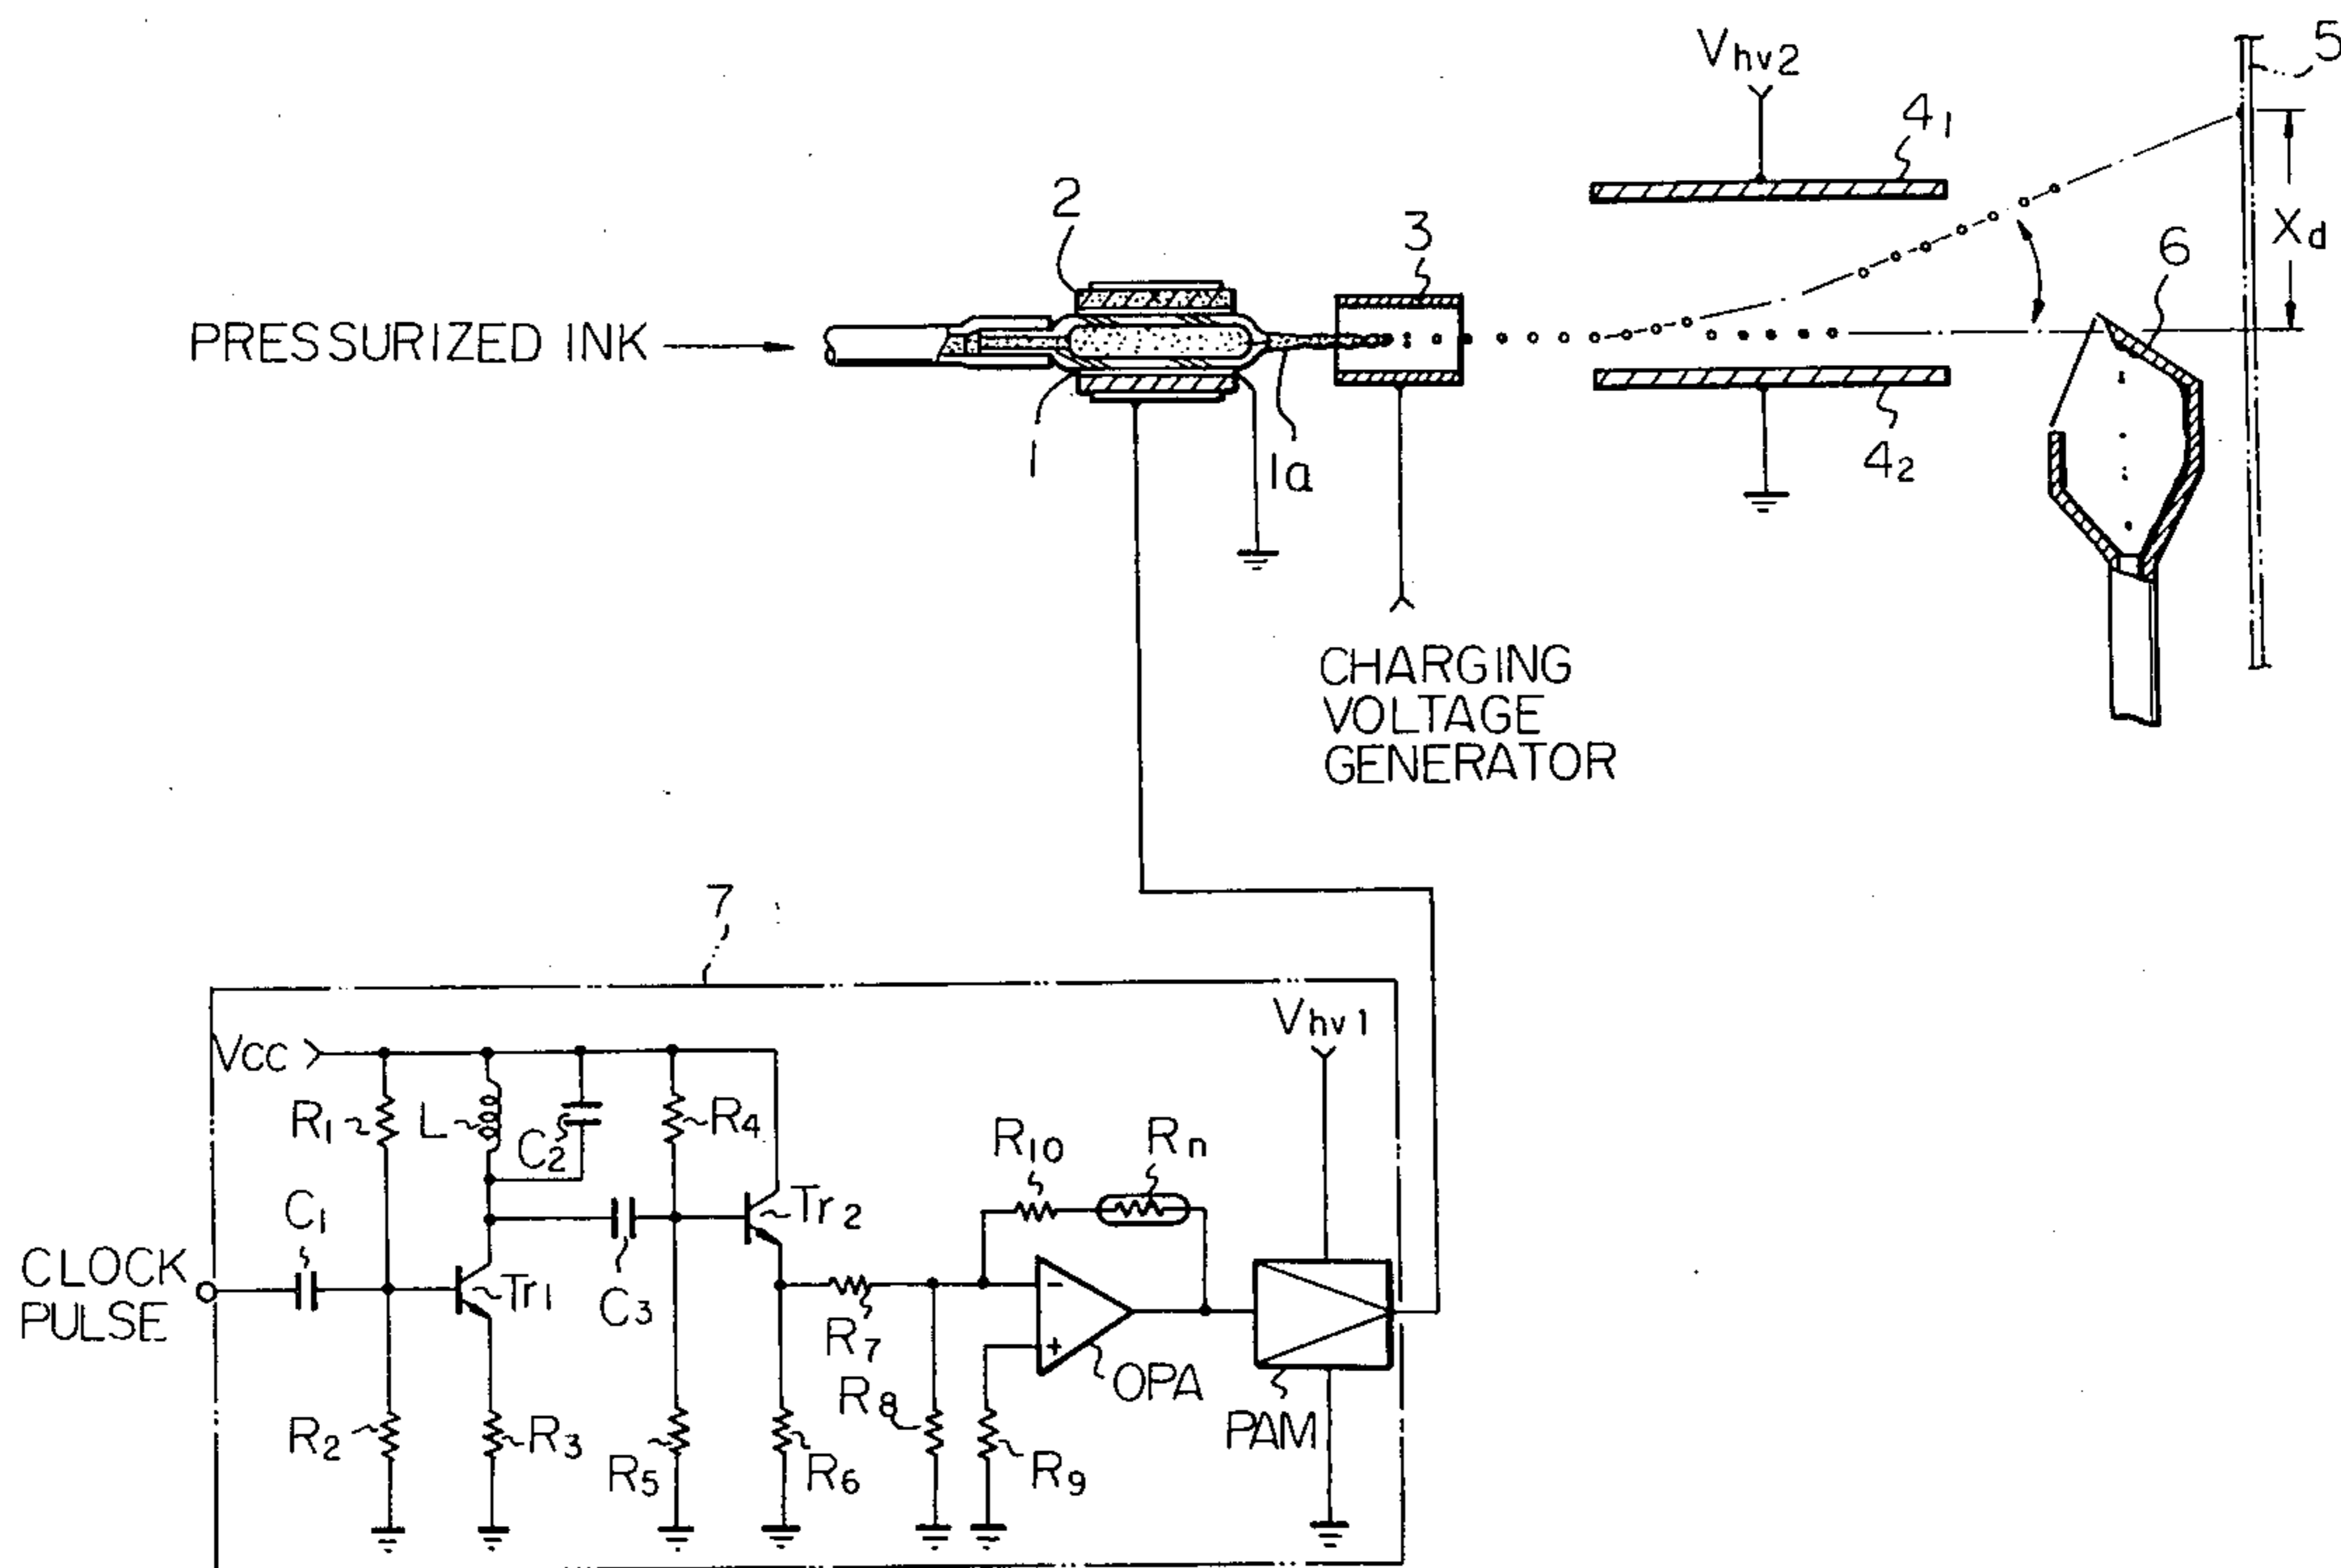 Vhv2
5
4₁
2
3
6
Xd
PRESSURIZED INK
1
1a
4₂
CHARGING
VOLTAGE
GENERATOR
7
Vcc
Vhv1
R₁
L
C₂
R₄
R₁₀
Rn
C₁
Tr₂
CLOCK
PULSE
Tr₁
C₃
R₇
−
+
OPA
R₈
R₂
R₃
R₅
R₆
R₉
PAM